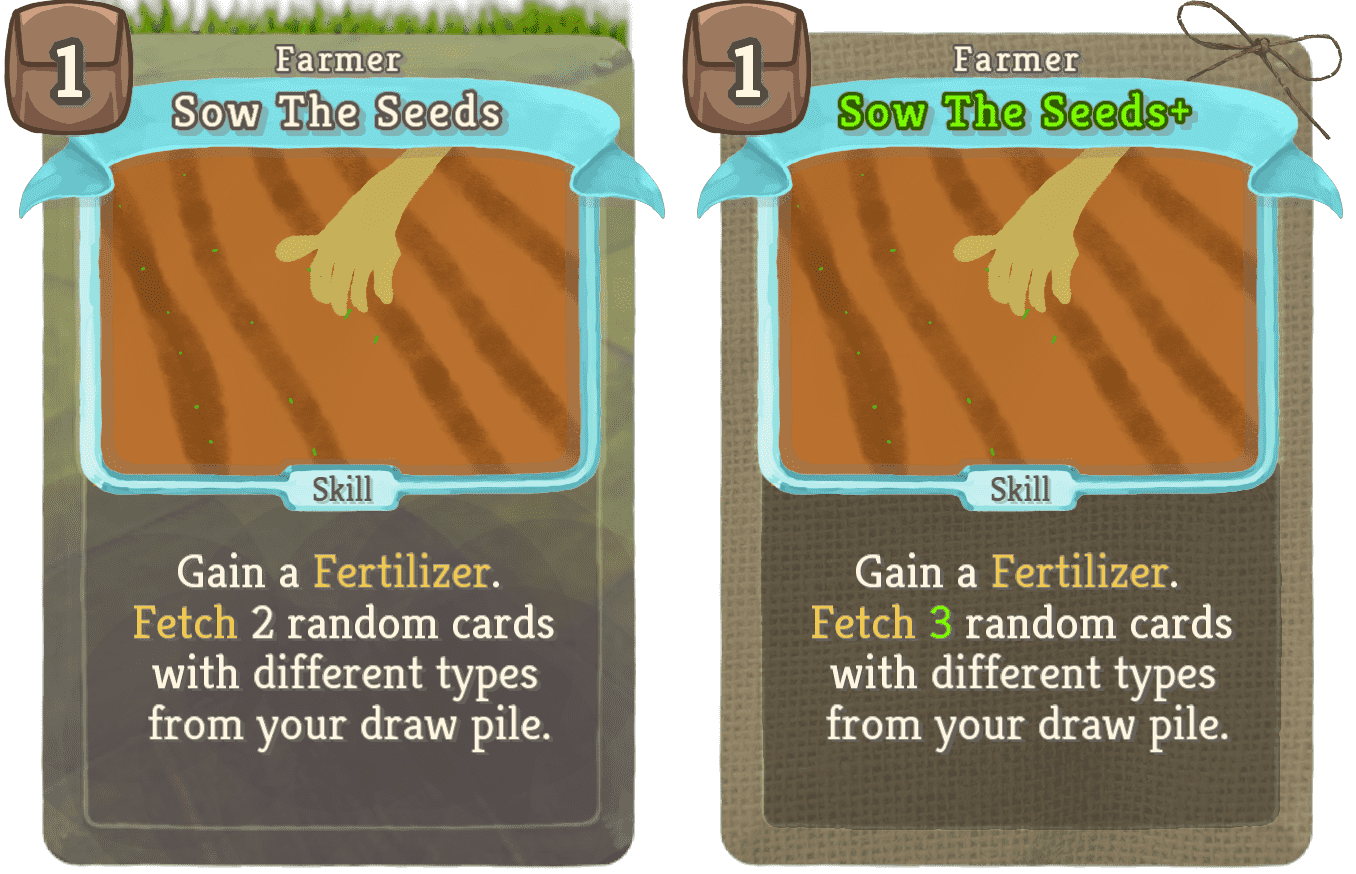 1
Farmer
Sow The Seeds
Skill
Gain a Fertilizer.
Fetch 2 random cards
with different types
from your draw pile.
1
Farmer
Sow The Seeds+
Skill
Gain a Fertilizer.
Fetch 3 random cards
with different types
from your draw pile.